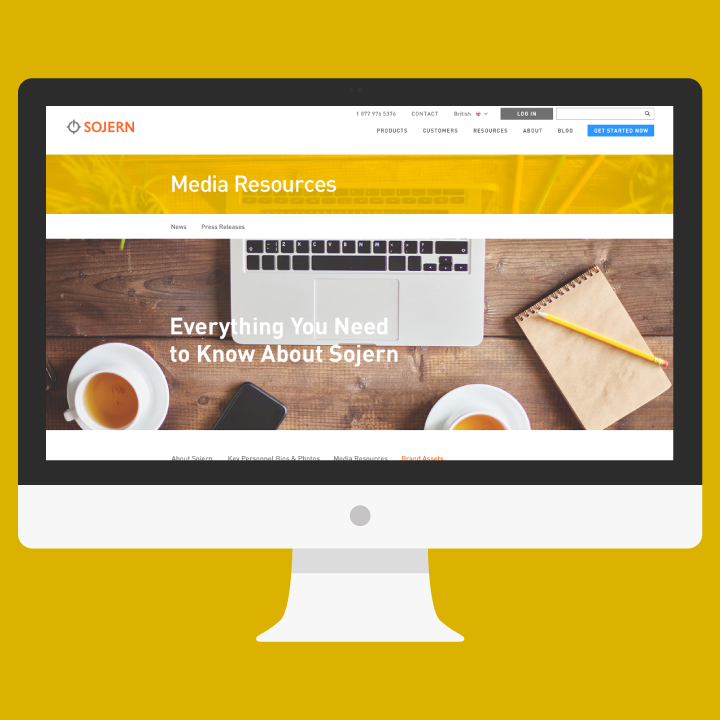 SOJERN
1 877 975 5376 CONTACT British LOG IN
PRODUCTS CUSTOMERS RESOURCES ABOUT BLOG GET STARTED NOW
Media Resources
News Press Releases
Z X C V B N M
Everything You Need
to Know About Sojern
About Sojern Key Personnel Bios & Photos Media Resources Brand Assets